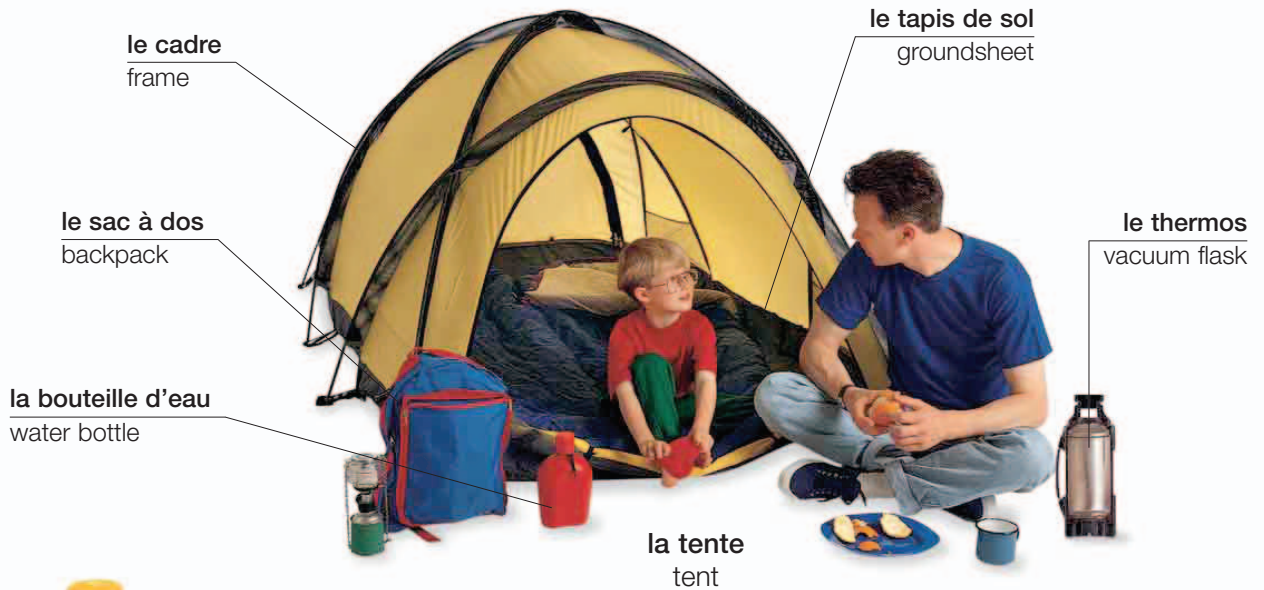 le cadre
frame
le tapis de sol
groundsheet
le sac à dos
backpack
le thermos
vacuum flask
la bouteille d'eau
water bottle
la tente
tent